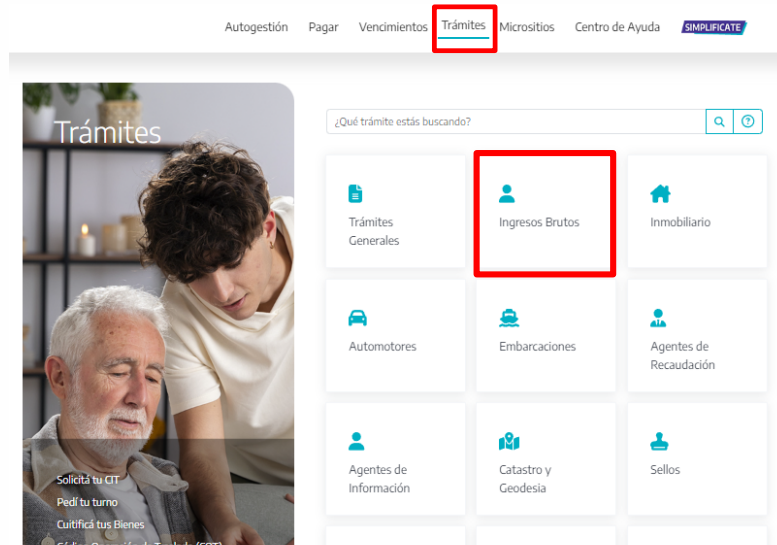 Autogestión Pagar Vencimientos Trámites Micrositios Centro de Ayuda SIMPLIFICATE
Trámites
Solicitá tu CIT
Pedí tu turno
Cuitificá tus Bienes
¿Qué trámite estás buscando?
Trámites
Generales
Ingresos Brutos
Inmobiliario
Automotores
Embarcaciones
Agentes de
Recaudación
Agentes de
Información
Catastro y
Geodesia
Sellos